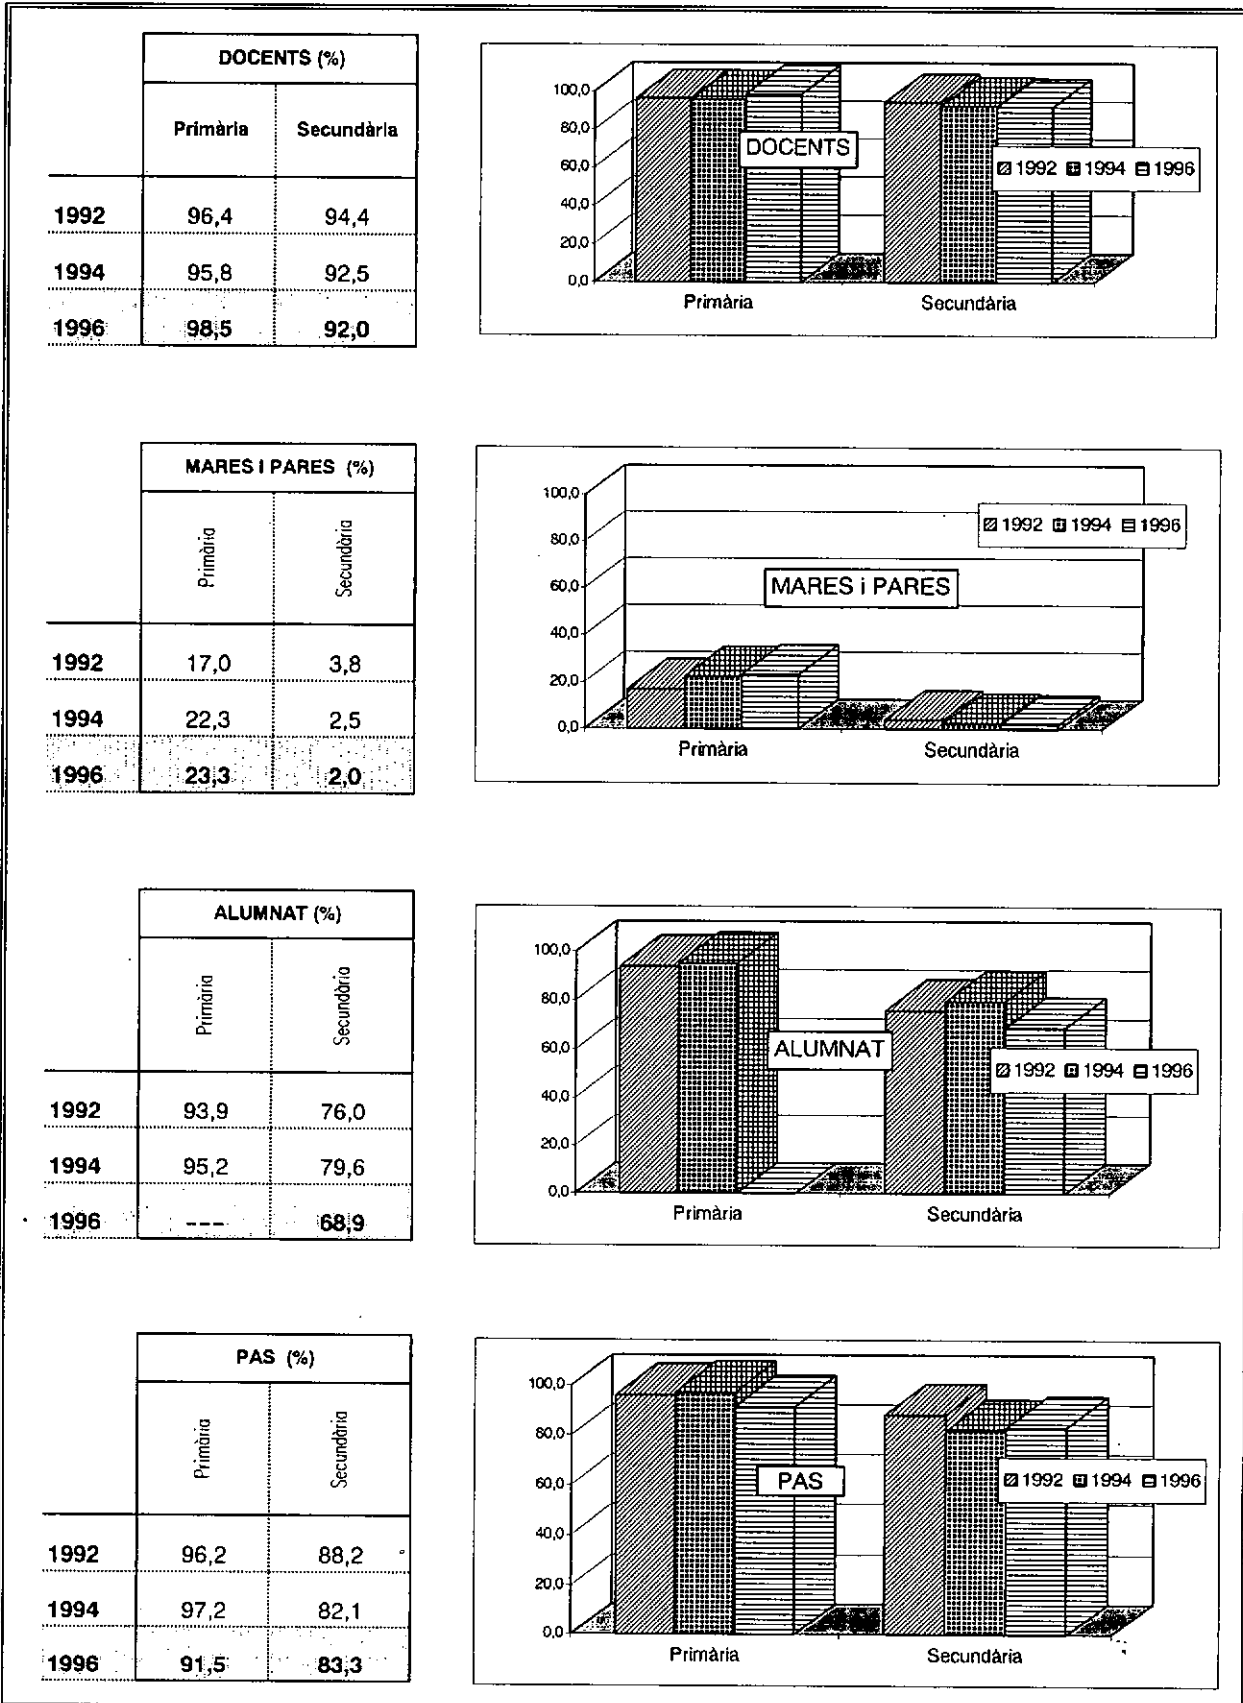 DOCENTS (%)
Primària Secundària
1992 96,4 94,4
1994 95,8 92,5
1996 98,5 92,0
100,0
80,0
60,0
40,0
20,0
0,0
DOCENTS
1992 1994 1996
Primària Secundària
MARES I PARES (%)
Primària Secundària
1992 17,0 3,8
1994 22,3 2,5
1996 23,3 2,0
100,0
80,0
60,0
40,0
20,0
0,0
1992 1994 1996
MARES i PARES
Primària Secundària
ALUMNAT (%)
Primària Secundària
1992 93,9 76,0
1994 95,2 79,6
1996 --- 68,9
100,0
80,0
60,0
40,0
20,0
0,0
ALUMNAT
1992 1994 1996
Primària Secundària
PAS (%)
Primària Secundària
1992 96,2 88,2
1994 97,2 82,1
1996 91,5 83,3
100,0
80,0
60,0
40,0
20,0
0,0
PAS
1992 1994 1996
Primària Secundària